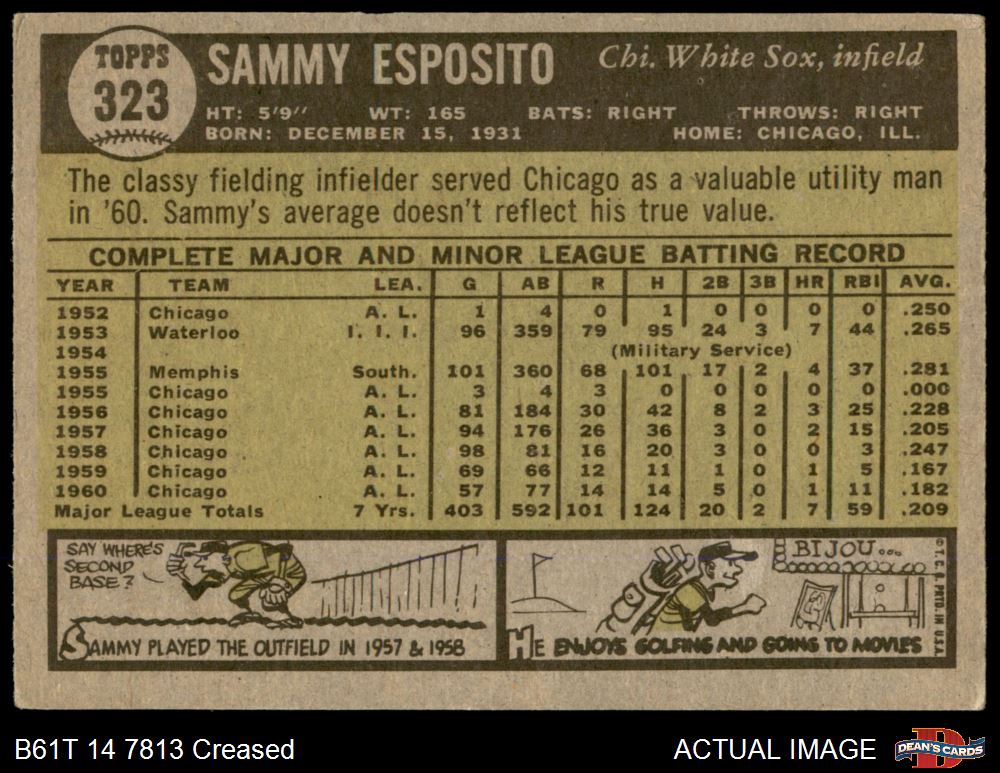 TOPPS
323
SAMMY ESPOSITO
Chi. White Sox, infield
HT: 5'9'' WT: 165 BATS: RIGHT THROWS: RIGHT
BORN: DECEMBER 15, 1931 HOME: CHICAGO, ILL.
The classy fielding infielder served Chicago as a valuable utility man
in '60. Sammy's average doesn't reflect his true value.
COMPLETE MAJOR AND MINOR LEAGUE BATTING RECORD
YEAR TEAM LEA. G AB R H 2B 3B HR RBI AVG.
1952 Chicago A. L. 1 4 0 1 0 0 0 0 .250
1953 Waterloo I. I. I. 96 359 79 95 24 3 7 44 .265
1954 (Military Service)
1955 Memphis South. 101 360 68 101 17 2 4 37 .281
1955 Chicago A. L. 3 4 3 0 0 0 0 0 .000
1956 Chicago A. L. 81 184 30 42 8 2 3 25 .228
1957 Chicago A. L. 94 176 26 36 3 0 2 15 .205
1958 Chicago A. L. 98 81 16 20 3 0 0 3 .247
1959 Chicago A. L. 69 66 12 11 1 0 1 5 .167
1960 Chicago A. L. 57 77 14 14 5 0 1 11 .182
Major League Totals 7 Yrs. 403 592 101 124 20 2 7 59 .209
SAY WHERE'S
SECOND
BASE?
SAMMY PLAYED THE OUTFIELD IN 1957 & 1958
BIJOU...
HE ENJOYS GOLFING AND GOING TO MOVIES
© T. C. G. PRTD. IN U.S.A.
B61T 14 7813 Creased
ACTUAL IMAGE
DEAN'S CARDS